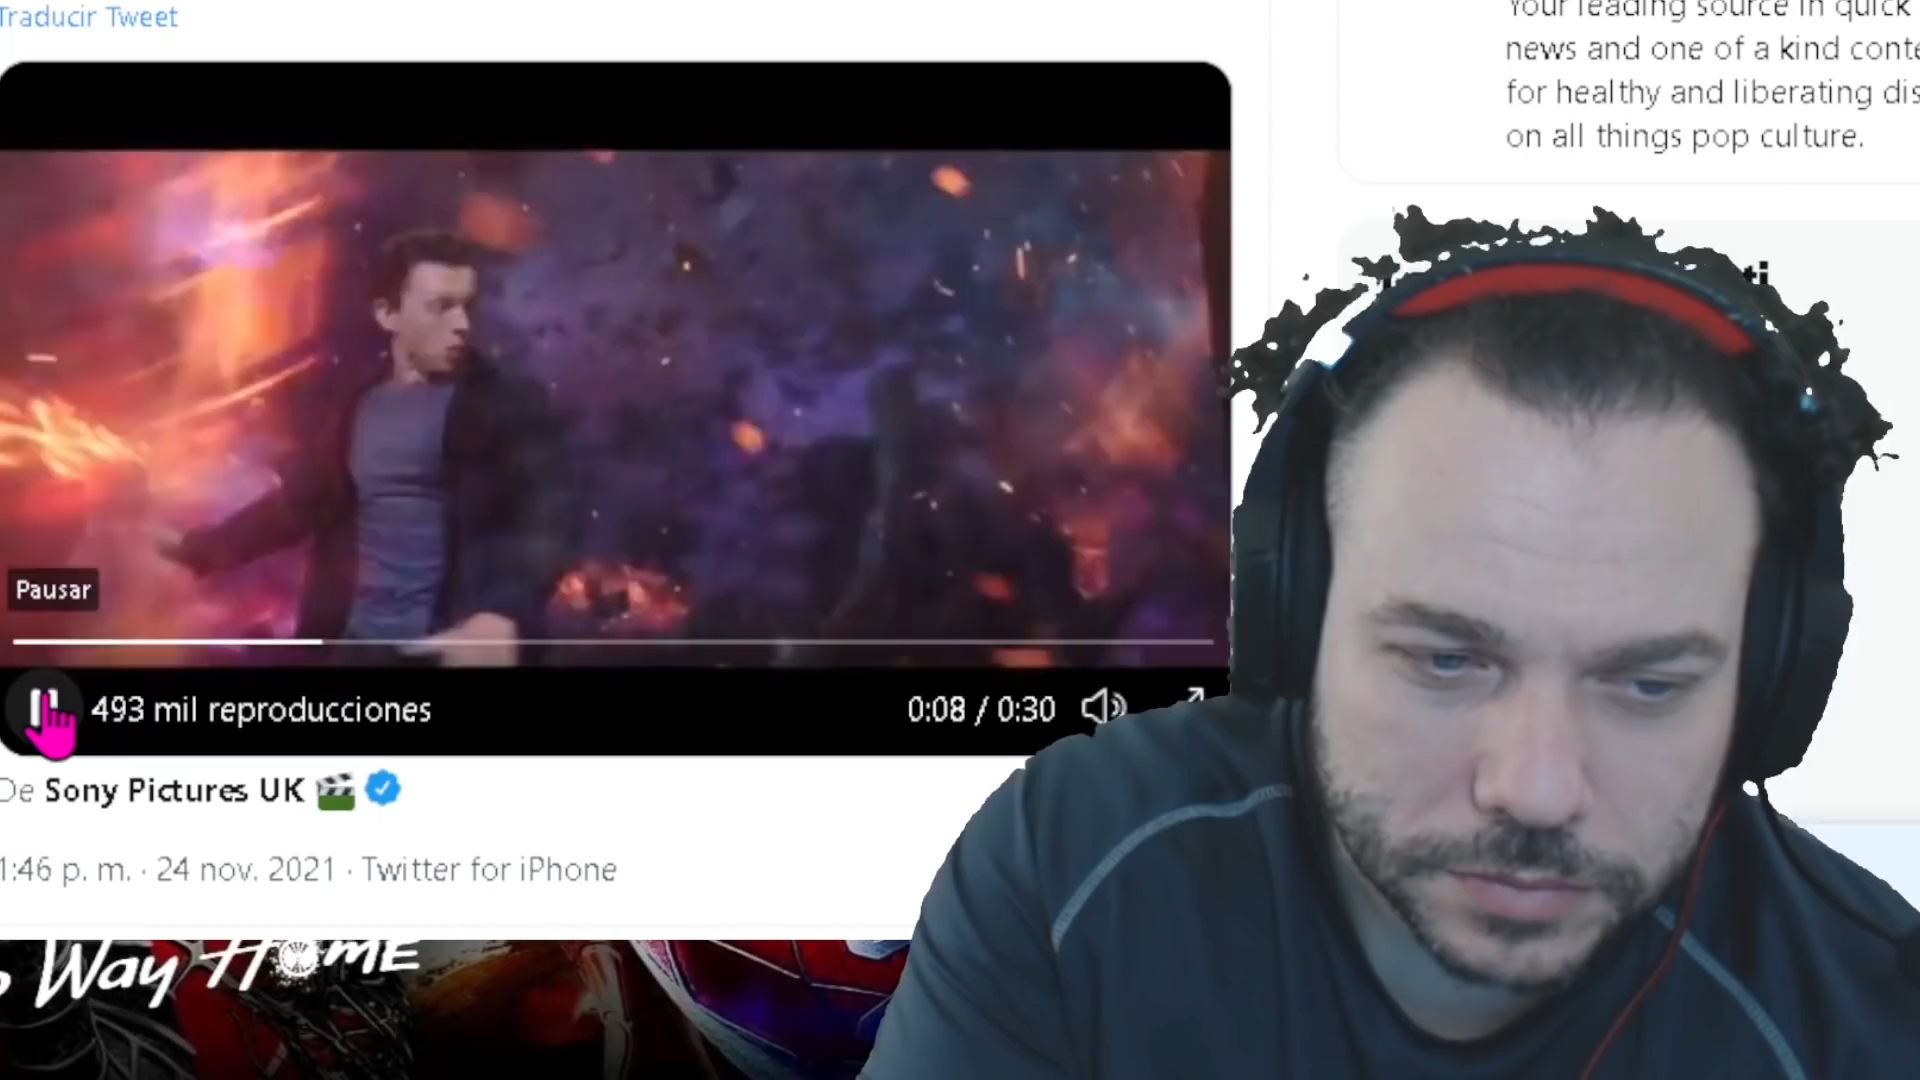 Traducir Tweet
Your leading source in quick
news and one of a kind
for healthy and liberating
on all things pop culture.
Pausar
493 mil reproducciones
0:08 / 0:30
De Sony Pictures UK
1:46 p. m. · 24 nov. 2021 · Twitter for iPhone
Way Home